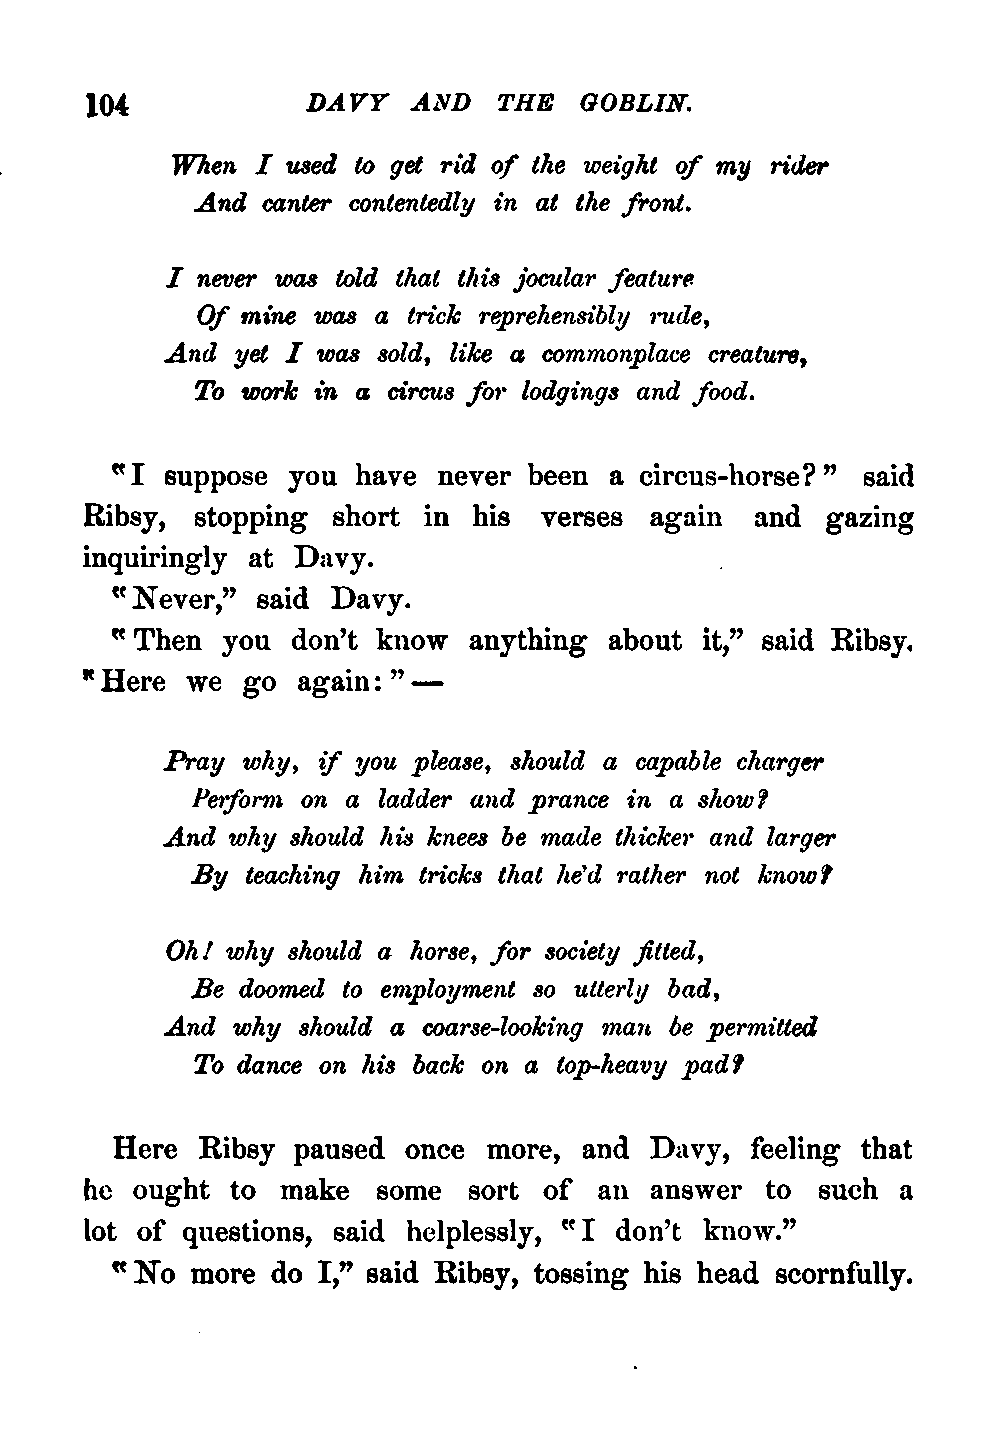 104 DAVY AND THE GOBLIN.
When I used to get rid of the weight of my rider
And canter contentedly in at the front.
I never was told that this jocular feature
Of mine was a trick reprehensibly rude,
And yet I was sold, like a commonplace creature,
To work in a circus for lodgings and food.
"I suppose you have never been a circus-horse?" said
Ribsy, stopping short in his verses again and gazing
inquiringly at Davy.
"Never," said Davy.
"Then you don't know anything about it," said Ribsy.
"Here we go again:"—
Pray why, if you please, should a capable charger
Perform on a ladder and prance in a show?
And why should his knees be made thicker and larger
By teaching him tricks that he'd rather not know?
Oh! why should a horse, for society fitted,
Be doomed to employment so utterly bad,
And why should a coarse-looking man be permitted
To dance on his back on a top-heavy pad?
Here Ribsy paused once more, and Davy, feeling that
he ought to make some sort of an answer to such a
lot of questions, said helplessly, "I don't know."
"No more do I," said Ribsy, tossing his head scornfully.